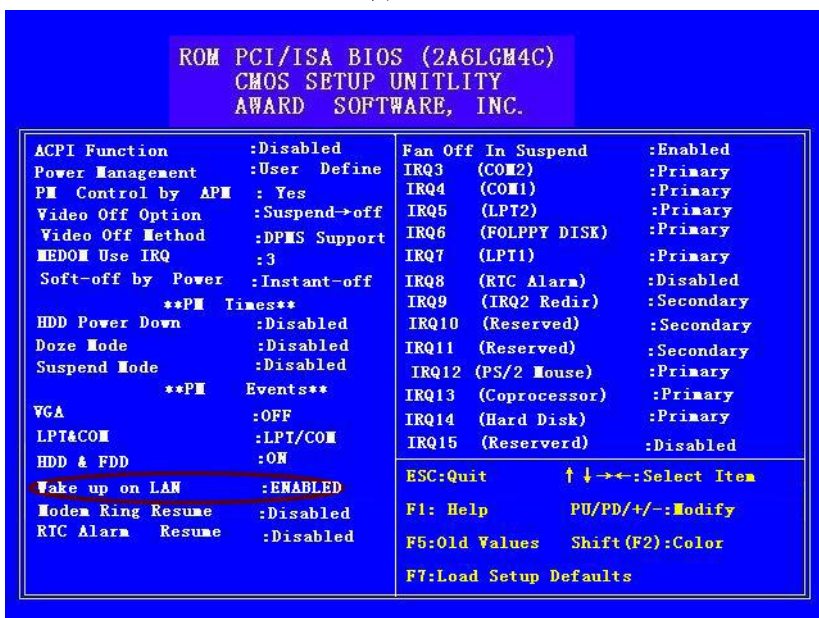 ROM PCI/ISA BIOS (2A6LGM4C)
CMOS SETUP UNITLITY
AWARD SOFTWARE, INC.
ACPI Function :Disabled
Power Management :User Define
PM Control by APM : Yes
Video Off Option :Suspend→off
Video Off Method :DPMS Support
MEDOM Use IRQ :3
Soft-off by Power :Instant-off
**PM Times**
HDD Power Down :Disabled
Doze Mode :Disabled
Suspend Mode :Disabled
**PM Events**
VGA :OFF
LPT&COM :LPT/COM
HDD & FDD :ON
Wake up on LAN :ENABLED
Modem Ring Resume :Disabled
RTC Alarm Resume :Disabled
Fan Off In Suspend :Enabled
IRQ3 (COM2) :Primary
IRQ4 (COM1) :Primary
IRQ5 (LPT2) :Primary
IRQ6 (FOLPPY DISK) :Primary
IRQ7 (LPT1) :Primary
IRQ8 (RTC Alarm) :Disabled
IRQ9 (IRQ2 Redir) :Secondary
IRQ10 (Reserved) :Secondary
IRQ11 (Reserved) :Secondary
IRQ12 (PS/2 Mouse) :Primary
IRQ13 (Coprocessor) :Primary
IRQ14 (Hard Disk) :Primary
IRQ15 (Reserverd) :Disabled
ESC:Quit ↑↓→←:Select Item
F1: Help PU/PD/+/-:Modify
F5:Old Values Shift(F2):Color
F7:Load Setup Defaults